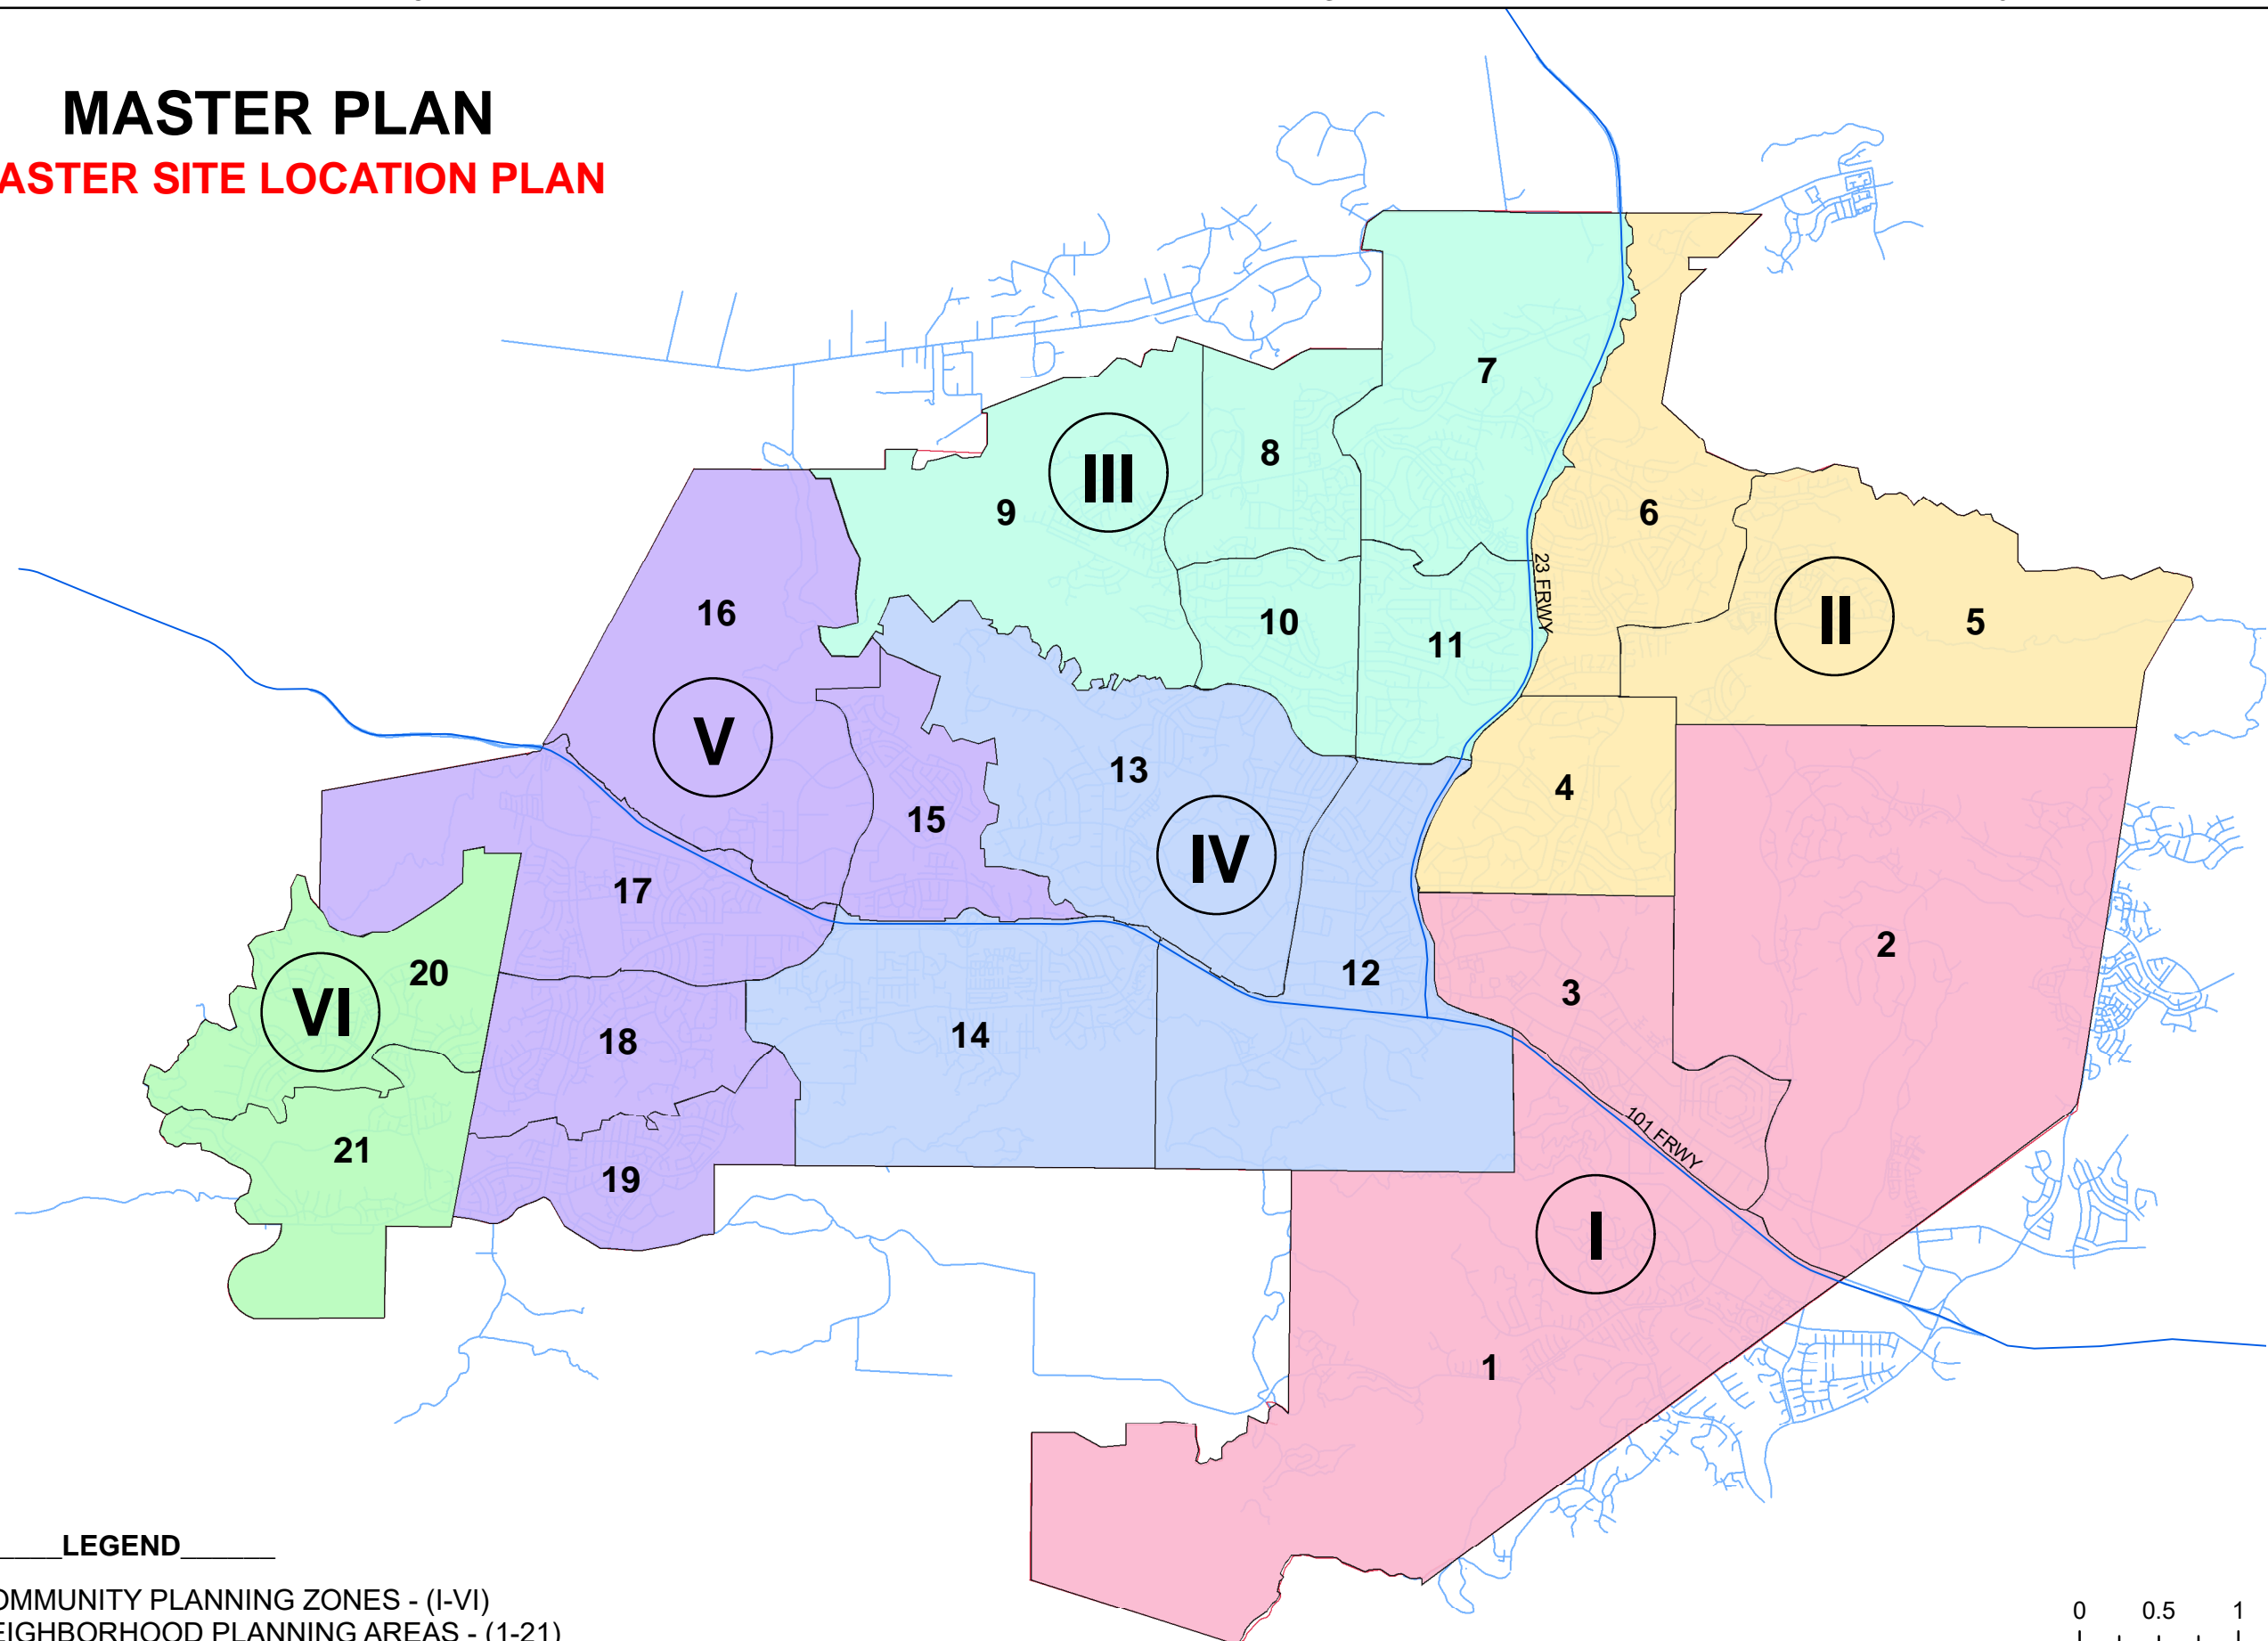 MASTER PLAN
ASTER SITE LOCATION PLAN
7
8
III
9
6
23 FRWY
II
5
16
10
11
V
13
4
15
IV
17
2
20
12
3
VI
14
18
101 FRWY
21
19
I
1
LEGEND
OMMUNITY PLANNING ZONES - (I-VI)
EIGHBORHOOD PLANNING AREAS - (1-21)
0 0.5 1